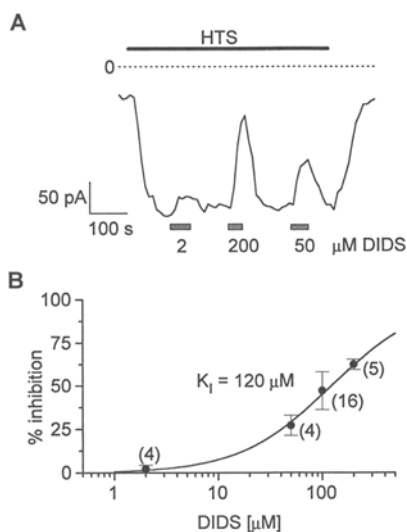 A
HTS
0
50 pA
100 s
2 200 50 μM DIDS
B
100
75
50
25
0
% inhibition
K_I = 120 μM
(4)
(4)
(16)
(5)
1 10 100
DIDS [μM]